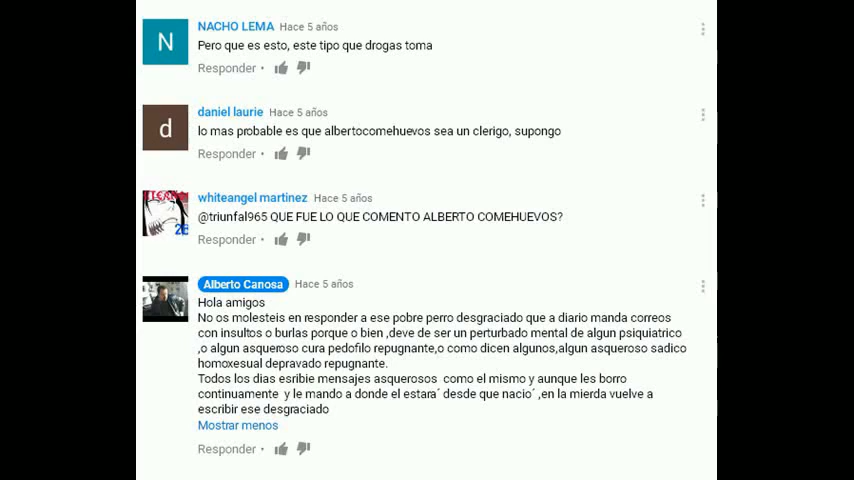 N
NACHO LEMA Hace 5 años
Pero que es esto, este tipo que drogas toma
Responder •
d
daniel laurie Hace 5 años
lo mas probable es que albertocomehuevos sea un clerigo, supongo
Responder •
whiteangel martinez Hace 5 años
@triunfal965 QUE FUE LO QUE COMENTO ALBERTO COMEHUEVOS?
Responder •
Alberto Canosa Hace 5 años
Hola amigos
No os molesteis en responder a ese pobre perro desgraciado que a diario manda correos
con insultos o burlas porque o bien ,deve de ser un perturbado mental de algun psiquiatrico
,o algun asqueroso cura pedofilo repugnante,o como dicen algunos,algun asqueroso sadico
homoxesual depravado repugnante.
Todos los dias esribie mensajes asquerosos como el mismo y aunque les borro
continuamente y le mando a donde el estara´ desde que nacio´ ,en la mierda vuelve a
escribir ese desgraciado
Mostrar menos
Responder •